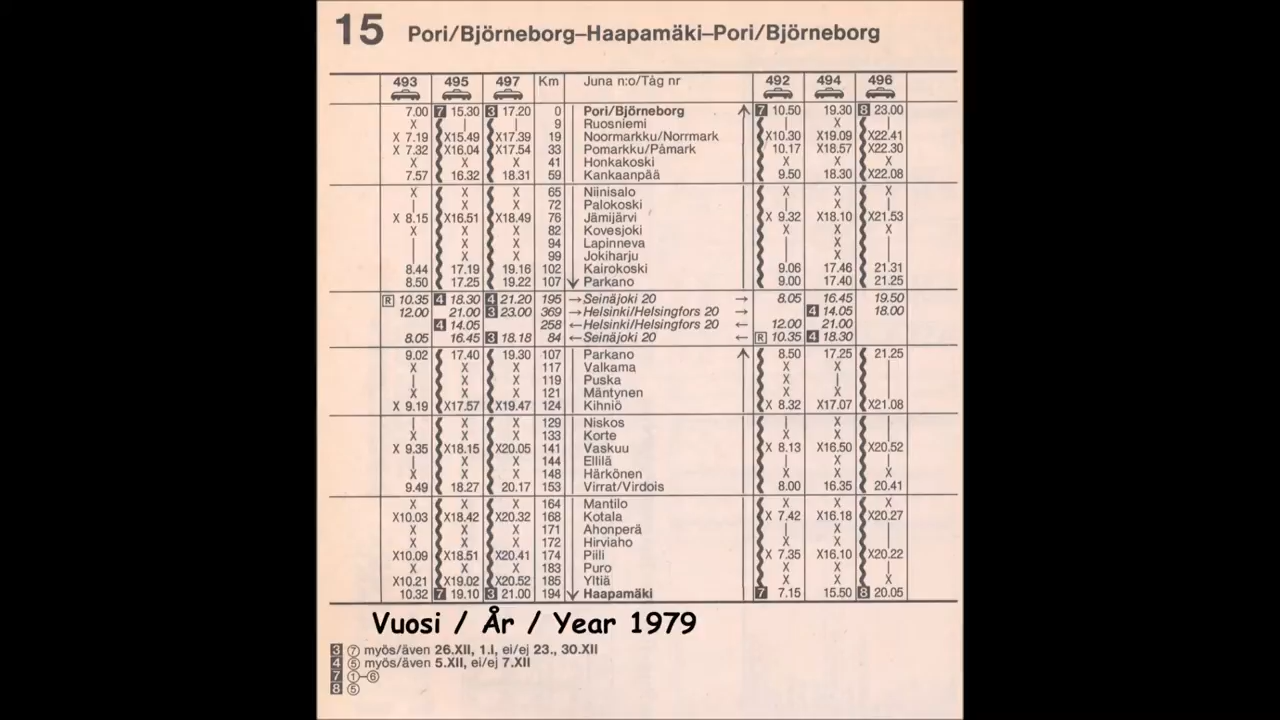 15 Pori/Björneborg–Haapamäki–Pori/Björneborg
493 495 497 Km Juna n:o/Tåg nr 492 494 496
7.00 7 15.30 3 17.20 0 Pori/Björneborg 7 10.50 19.30 8 23.00
X | | 9 Ruosniemi | X |
X 7.19 X15.49 X17.39 19 Noormarkku/Norrmark X10.30 X19.09 X22.41
X 7.32 X16.04 X17.54 33 Pomarkku/Påmark 10.17 X18.57 X22.30
X X X 41 Honkakoski X X X
7.57 16.32 18.31 59 Kankaanpää 9.50 18.30 X22.08
X X X 65 Niinisalo X X X
| X X 72 Palokoski | X |
X 8.15 X16.51 X18.49 76 Jämijärvi X 9.32 X18.10 X21.53
X X X 82 Kovesjoki X X X
| X X 94 Lapinneva | X |
| X X 99 Jokiharju | X |
8.44 17.19 19.16 102 Kairokoski 9.06 17.46 21.31
8.50 17.25 19.22 107 ↓ Parkano 9.00 17.40 21.25
R 10.35 4 18.30 4 21.20 195 →Seinäjoki 20 → 8.05 16.45 19.50
12.00 21.00 3 23.00 369 →Helsinki/Helsingfors 20 → 4 14.05 18.00
4 14.05 258 ←Helsinki/Helsingfors 20 ← 12.00 21.00
8.05 16.45 3 18.18 84 ←Seinäjoki 20 ← R 10.35 4 18.30
9.02 17.40 19.30 107 Parkano ↑ 8.50 17.25 21.25
X X X 117 Valkama X X |
| X X 119 Puska X | |
X X X 121 Mäntynen X X |
X 9.19 X17.57 X19.47 124 Kihniö X 8.32 X17.07 X21.08
| X X 129 Niskos | X |
X X X 133 Korte X X |
X 9.35 X18.15 X20.05 141 Vaskuu X 8.13 X16.50 X20.52
| X X 144 Ellilä | X X
X X X 148 Härkönen X X X
9.49 18.27 20.17 153 Virrat/Virdois 8.00 16.35 20.41
X X X 164 Mantilo X X X
X10.03 X18.42 X20.32 168 Kotala X 7.42 X16.18 X20.27
X X X 171 Ahonperä | X |
X X X 172 Hirviaho X X |
X10.09 X18.51 X20.41 174 Piili X 7.35 X16.10 X20.22
X X X 183 Puro X X |
X10.21 X19.02 X20.52 185 Yltiä X X X
10.32 7 19.10 3 21.00 194 ↓ Haapamäki 7 7.15 15.50 8 20.05
Vuosi / År / Year 1979
3 ⑦ myös/även 26.XII, 1.I, ei/ej 23., 30.XII
4 ⑤ myös/även 5.XII, ei/ej 7.XII
7 ①–⑥
8 ⑤